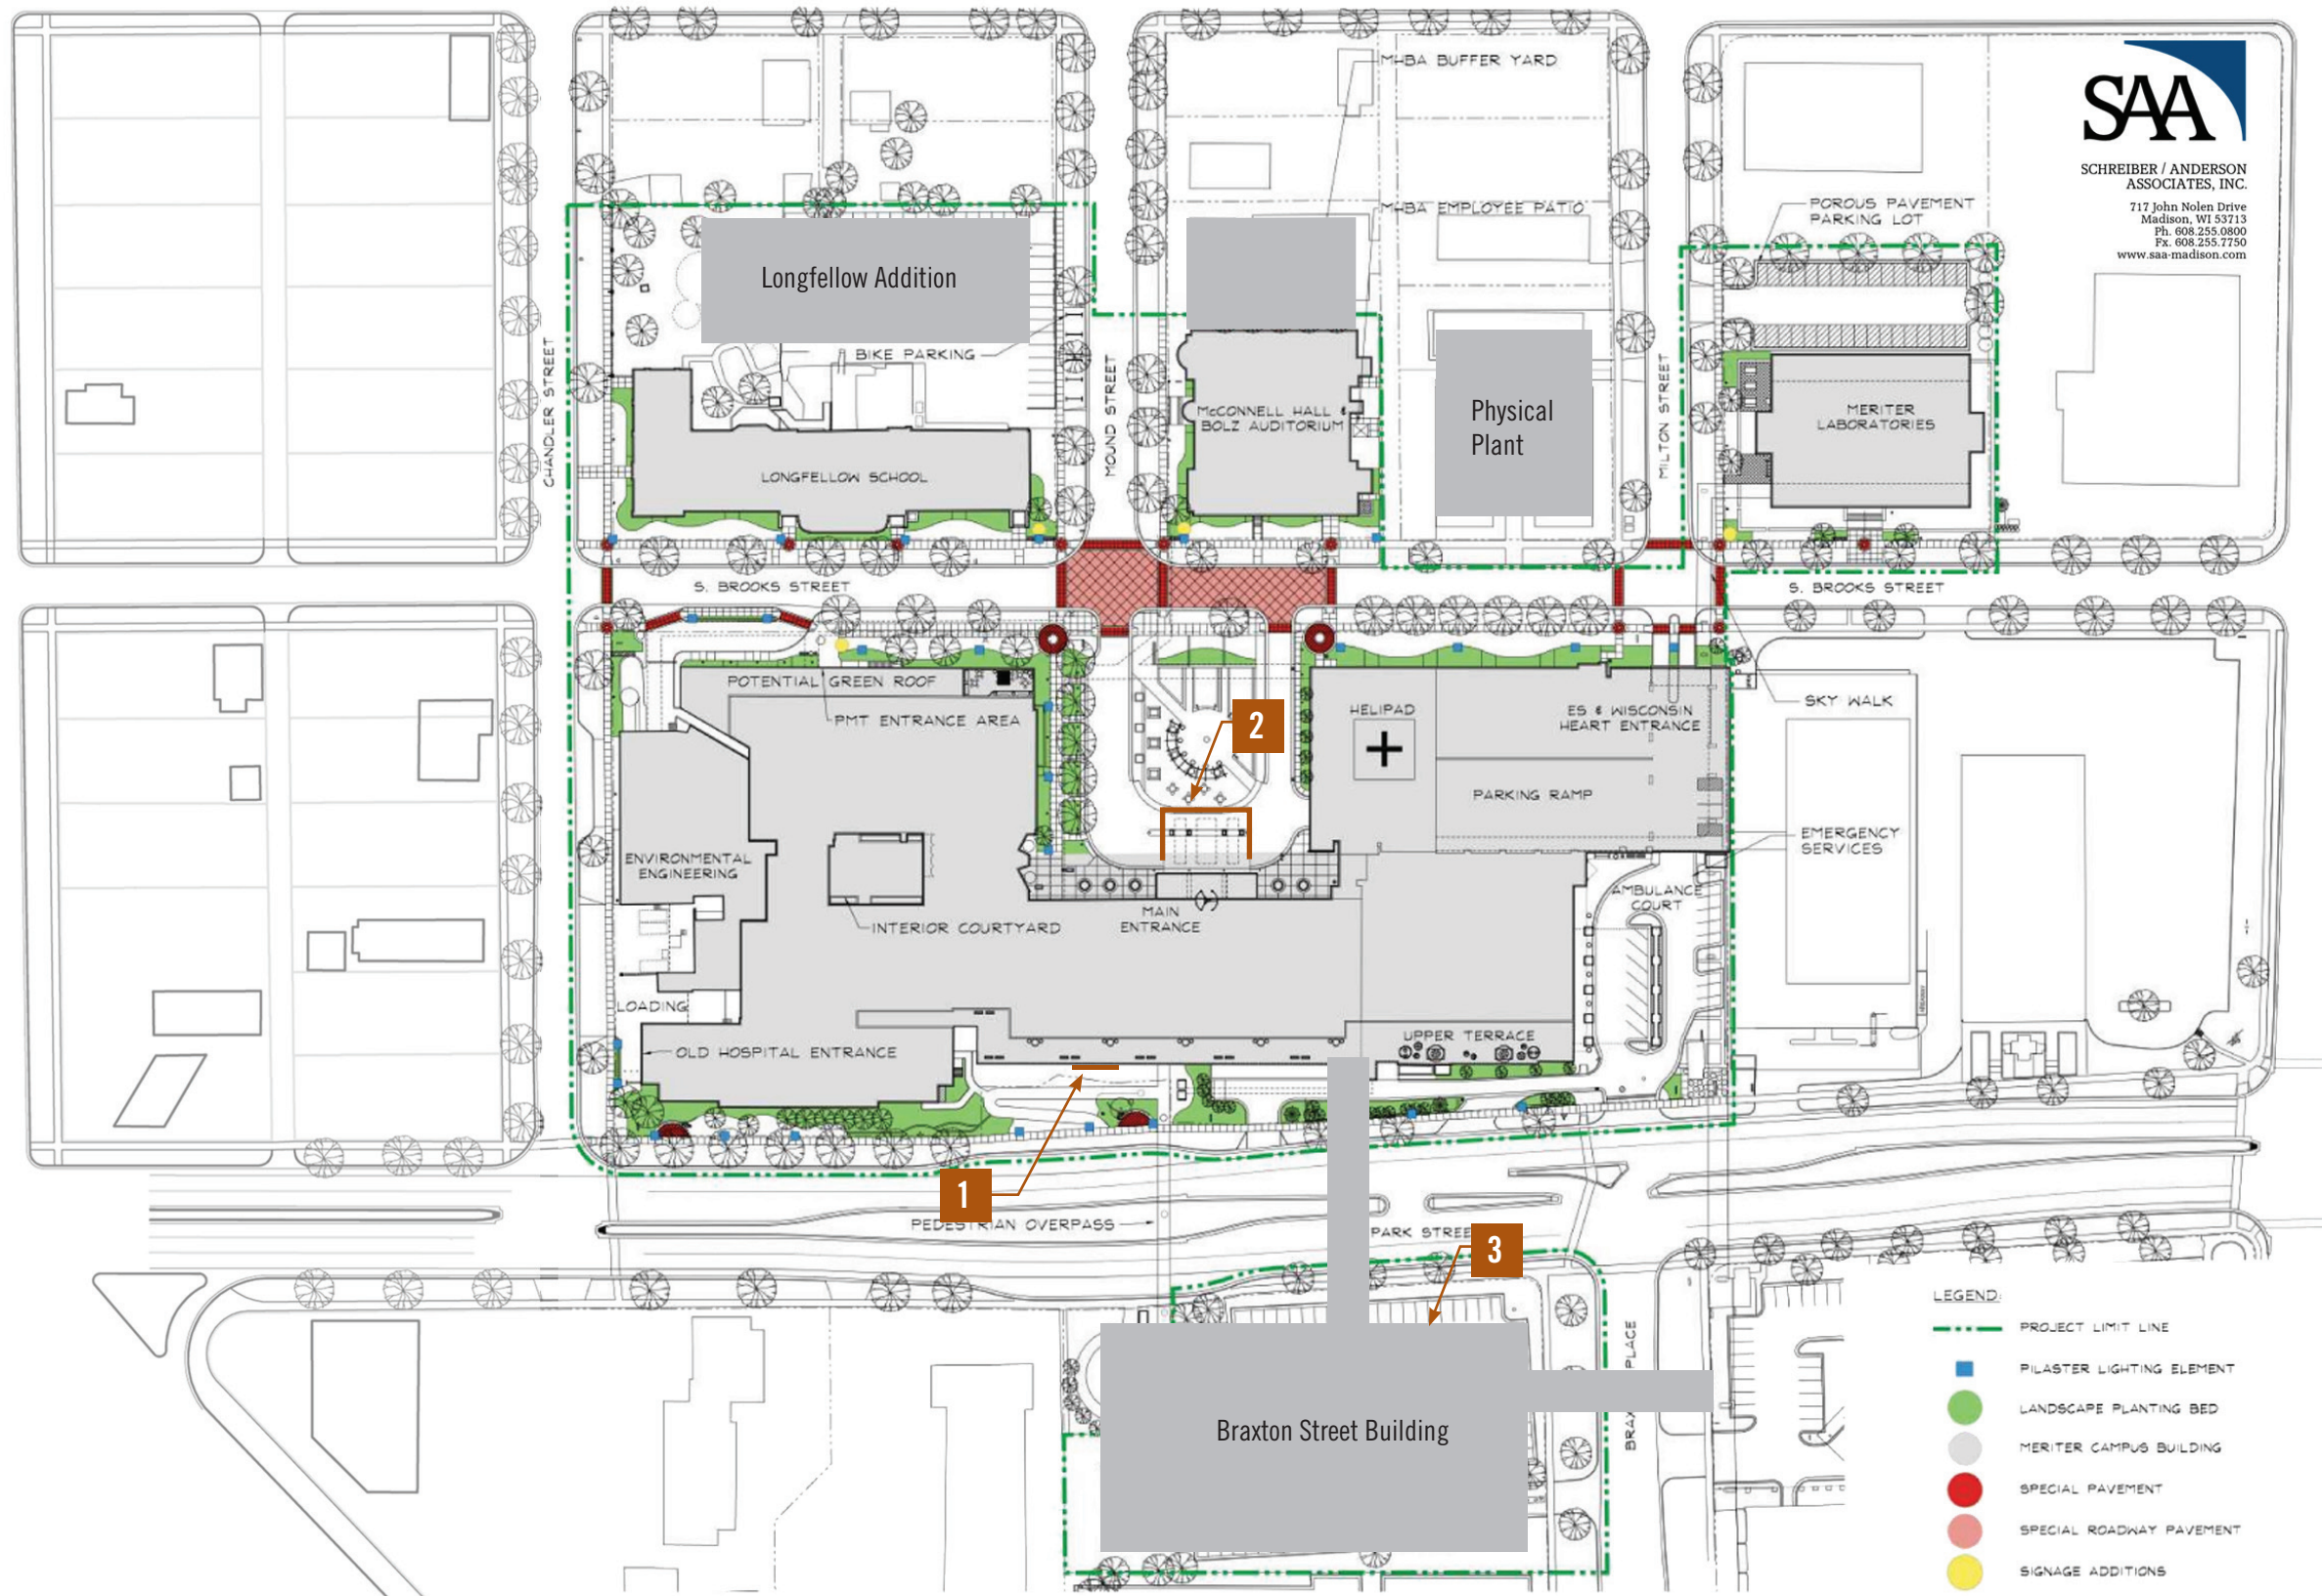 MHBA BUFFER YARD
SAA
SCHREIBER / ANDERSON
ASSOCIATES, INC.
717 John Nolen Drive
Madison, WI 53713
Ph. 608.255.0800
Fx. 608.255.7750
www.saa-madison.com
MHBA EMPLOYEE PATIO
POROUS PAVEMENT
PARKING LOT
Longfellow Addition
BIKE PARKING
CHANDLER STREET
MOUND STREET
MILTON STREET
McCONNELL HALL &
BOLZ AUDITORIUM
Physical
Plant
MERITER
LABORATORIES
LONGFELLOW SCHOOL
S. BROOKS STREET
S. BROOKS STREET
POTENTIAL GREEN ROOF
PMT ENTRANCE AREA
2
HELIPAD
ES & WISCONSIN
HEART ENTRANCE
SKY WALK
PARKING RAMP
EMERGENCY
SERVICES
ENVIRONMENTAL
ENGINEERING
INTERIOR COURTYARD
MAIN
ENTRANCE
AMBULANCE
COURT
LOADING
OLD HOSPITAL ENTRANCE
UPPER TERRACE
1
PEDESTRIAN OVERPASS
PARK STREE
3
BRAX PLACE
Braxton Street Building
LEGEND:
PROJECT LIMIT LINE
PILASTER LIGHTING ELEMENT
LANDSCAPE PLANTING BED
MERITER CAMPUS BUILDING
SPECIAL PAVEMENT
SPECIAL ROADWAY PAVEMENT
SIGNAGE ADDITIONS